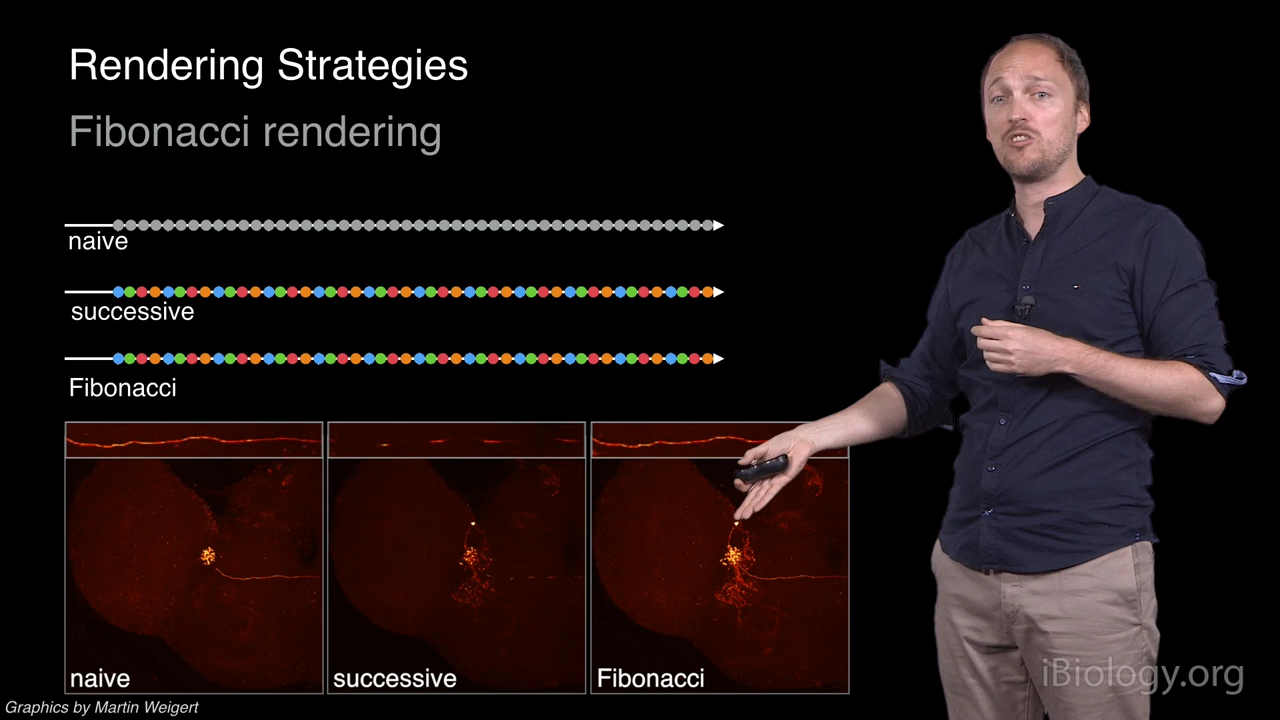 Rendering Strategies
Fibonacci rendering
naive
successive
Fibonacci
naive
successive
Fibonacci
iBiology.org
Graphics by Martin Weigert